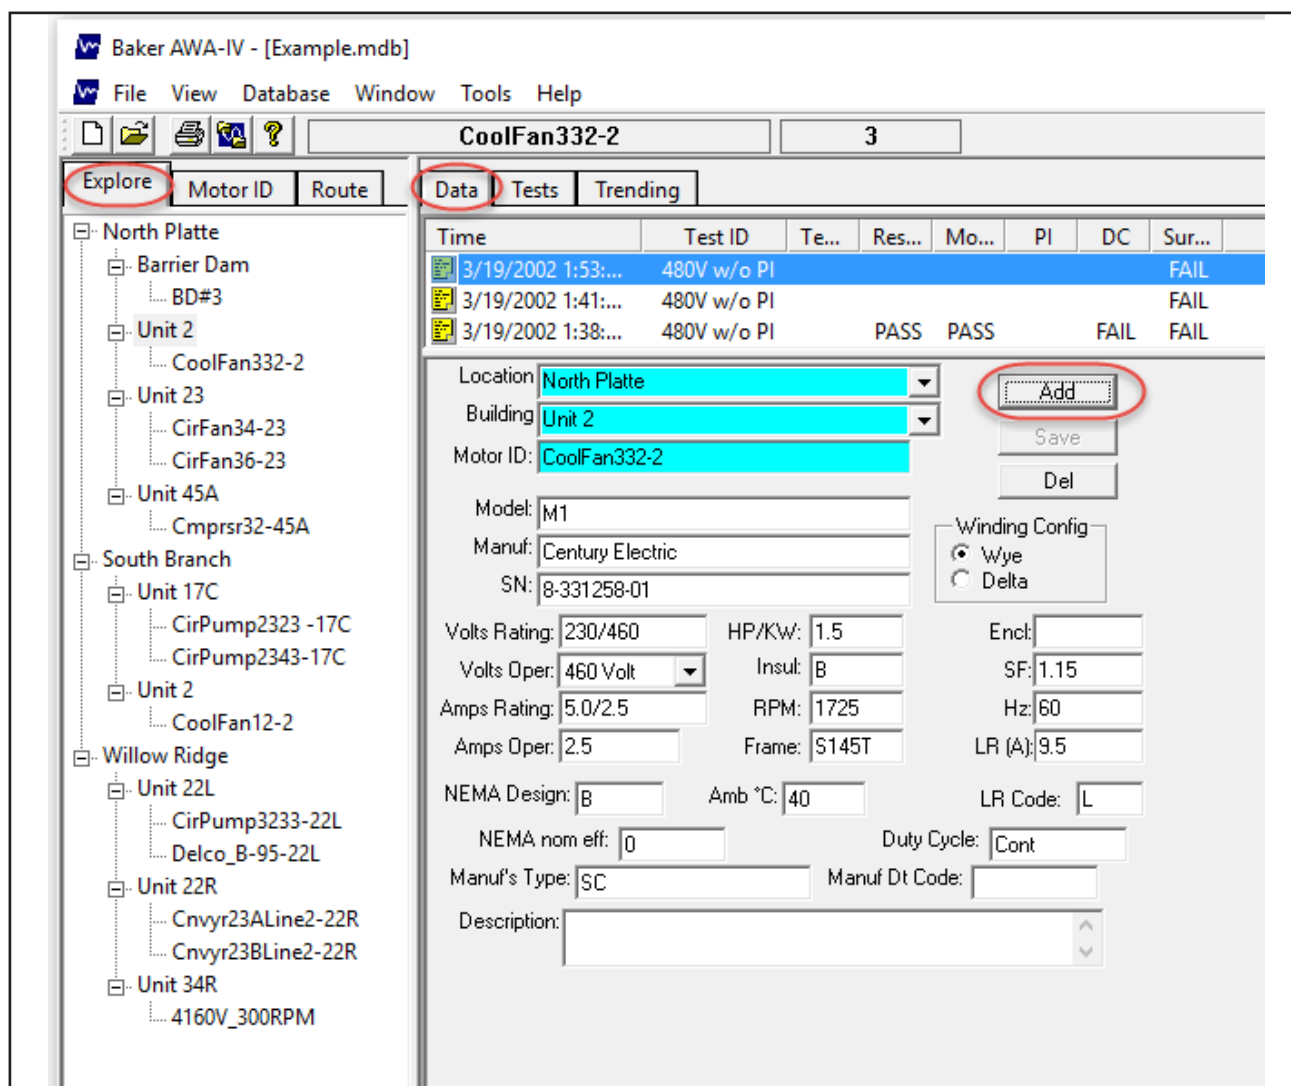 Baker AWA-IV - [Example.mdb]
File View Database Window Tools Help
CoolFan332-2 3
Explore Motor ID Route
North Platte
Barrier Dam
BD#3
Unit 2
CoolFan332-2
Unit 23
CirFan34-23
CirFan36-23
Unit 45A
Cmprsr32-45A
South Branch
Unit 17C
CirPump2323 -17C
CirPump2343-17C
Unit 2
CoolFan12-2
Willow Ridge
Unit 22L
CirPump3233-22L
Delco_B-95-22L
Unit 22R
Cnvyr23ALine2-22R
Cnvyr23BLine2-22R
Unit 34R
4160V_300RPM
Data Tests Trending
Time Test ID Te... Res... Mo... PI DC Sur...
3/19/2002 1:53:... 480V w/o PI FAIL
3/19/2002 1:41:... 480V w/o PI FAIL
3/19/2002 1:38:... 480V w/o PI PASS PASS FAIL FAIL
Location North Platte Add
Building Unit 2 Save
Motor ID: CoolFan332-2 Del
Model: M1
Manuf: Century Electric
SN: 8-331258-01
Winding Config
Wye
Delta
Volts Rating: 230/460 HP/KW: 1.5 Encl:
Volts Oper: 460 Volt Insul: B SF: 1.15
Amps Rating: 5.0/2.5 RPM: 1725 Hz: 60
Amps Oper: 2.5 Frame: S145T LR (A): 9.5
NEMA Design: B Amb °C: 40 LR Code: L
NEMA nom eff: 0 Duty Cycle: Cont
Manuf's Type: SC Manuf Dt Code:
Description: